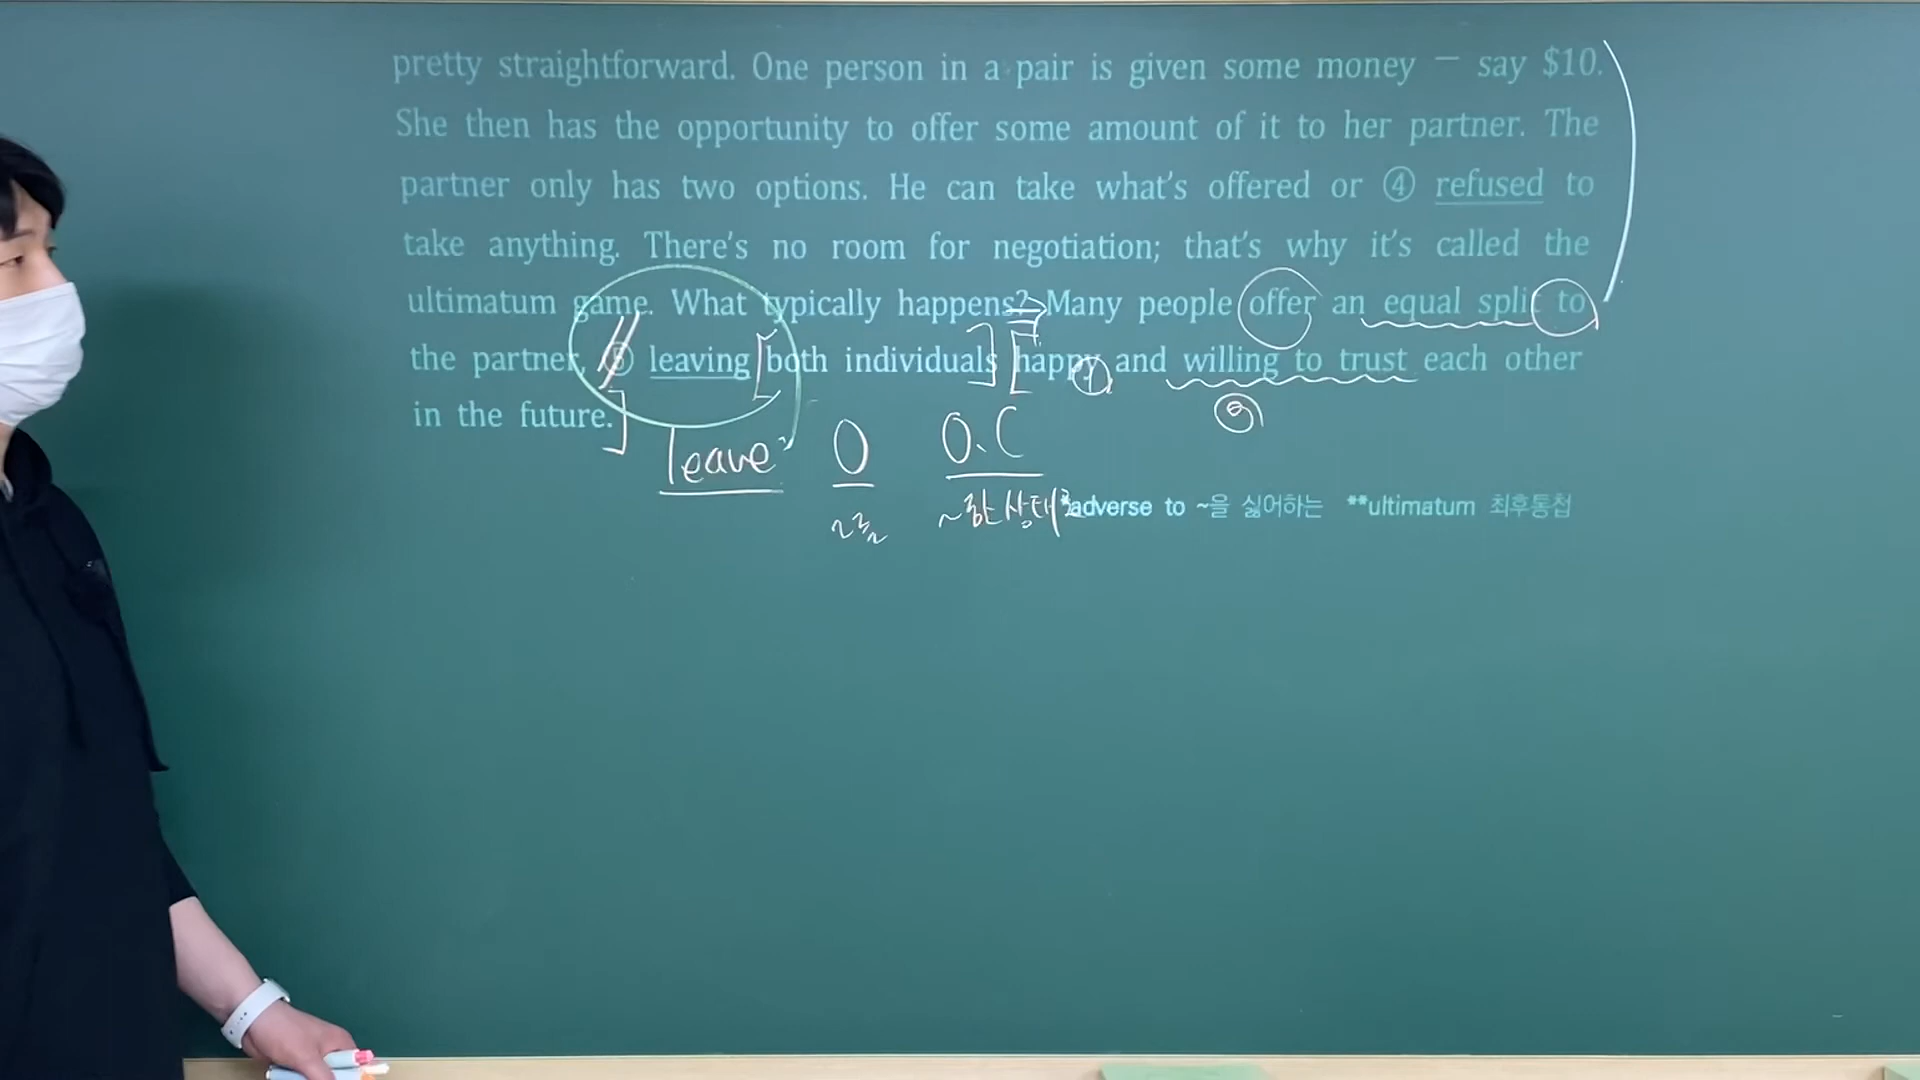 pretty straightforward. One person in a pair is given some money – say $10.
She then has the opportunity to offer some amount of it to her partner. The
partner only has two options. He can take what's offered or ④ refused to
take anything. There's no room for negotiation; that's why it's called the
ultimatum game. What typically happens? Many people offer an equal split to
the partner, ⑤ leaving both individuals happy and willing to trust each other
① ②
in the future.
leave O O.C
~를 ~한 상태로
*adverse to ~을 싫어하는 **ultimatum 최후통첩